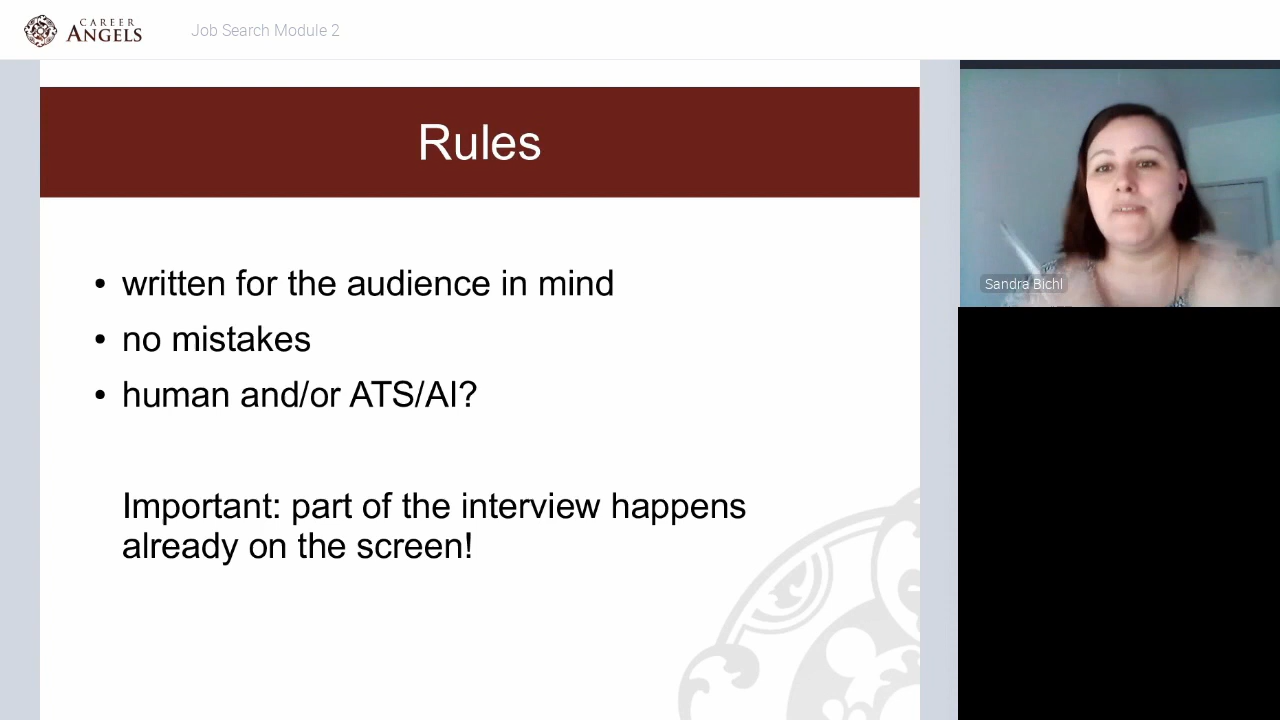 CAREER
ANGELS
Job Search Module 2
Rules
• written for the audience in mind
• no mistakes
• human and/or ATS/AI?
Important: part of the interview happens
already on the screen!
Sandra Bichl